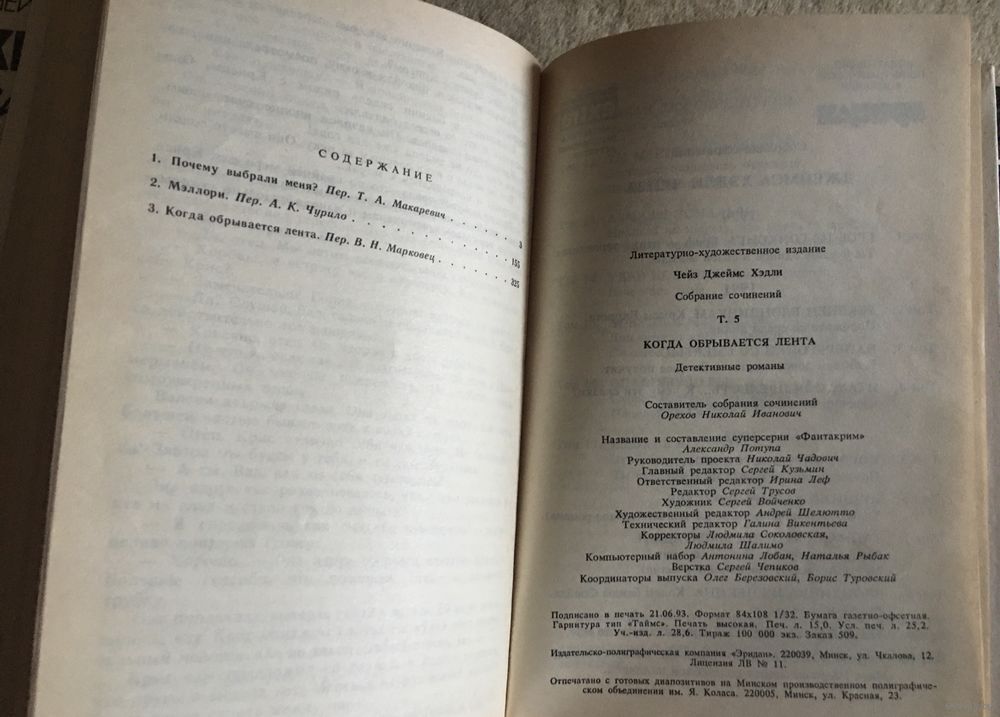 СОДЕРЖАНИЕ
1. Почему выбрали меня? Пер. Т. А. Макаревич . . . . . . 3
2. Мэллори. Пер. А. К. Чурило . . . . . . . . . . . 155
3. Когда обрывается лента. Пер. В. Н. Марковец . . . . . . 325
Литературно-художественное издание
Чейз Джеймс Хэдли
Собрание сочинений
Т. 5
КОГДА ОБРЫВАЕТСЯ ЛЕНТА
Детективные романы
Составитель собрания сочинений
Орехов Николай Иванович
Название и составление суперсерии «Фантакрим»
Александр Потупа
Руководитель проекта Николай Чадович
Главный редактор Сергей Кузьмин
Ответственный редактор Ирина Леф
Редактор Сергей Трусов
Художник Сергей Войченко
Художественный редактор Андрей Шелютто
Технический редактор Галина Викентьева
Корректоры Людмила Соколовская,
Людмила Шалимо
Компьютерный набор Антонина Лобан, Наталья Рыбак
Верстка Сергей Чепиков
Координаторы выпуска Олег Березовский, Борис Туровский
Подписано в печать 21.06.93. Формат 84х108 1/32. Бумага газетно-офсетная.
Гарнитура тип «Таймс». Печать высокая. Печ. л. 15,0. Усл. печ. л. 25,2.
Уч.-изд. л. 28,6. Тираж 100 000 экз. Заказ 509.
Издательско-полиграфическая компания «Эридан». 220039, Минск, ул. Чкалова, 12.
Лицензия ЛВ № 11.
Отпечатано с готовых диапозитивов на Минском производственном полиграфиче-
ском объединении им. Я. Коласа. 220005, Минск, ул. Красная, 23.